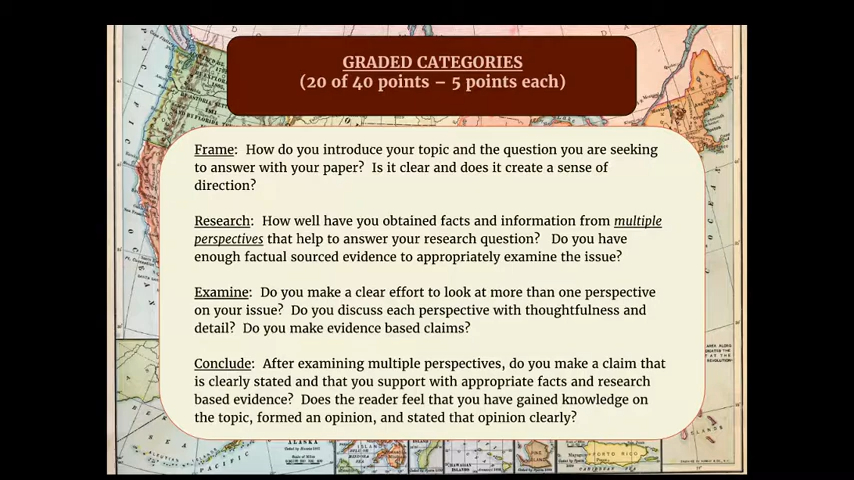 GRADED CATEGORIES
(20 of 40 points – 5 points each)
Frame:  How do you introduce your topic and the question you are seeking
to answer with your paper?  Is it clear and does it create a sense of
direction?
Research:  How well have you obtained facts and information from multiple
perspectives that help to answer your research question?   Do you have
enough factual sourced evidence to appropriately examine the issue?
Examine:  Do you make a clear effort to look at more than one perspective
on your issue?  Do you discuss each perspective with thoughtfulness and
detail?  Do you make evidence based claims?
Conclude:  After examining multiple perspectives, do you make a claim that
is clearly stated and that you support with appropriate facts and research
based evidence?  Does the reader feel that you have gained knowledge on
the topic, formed an opinion, and stated that opinion clearly?
ALASKA
PACIFIC
PORTO RICO